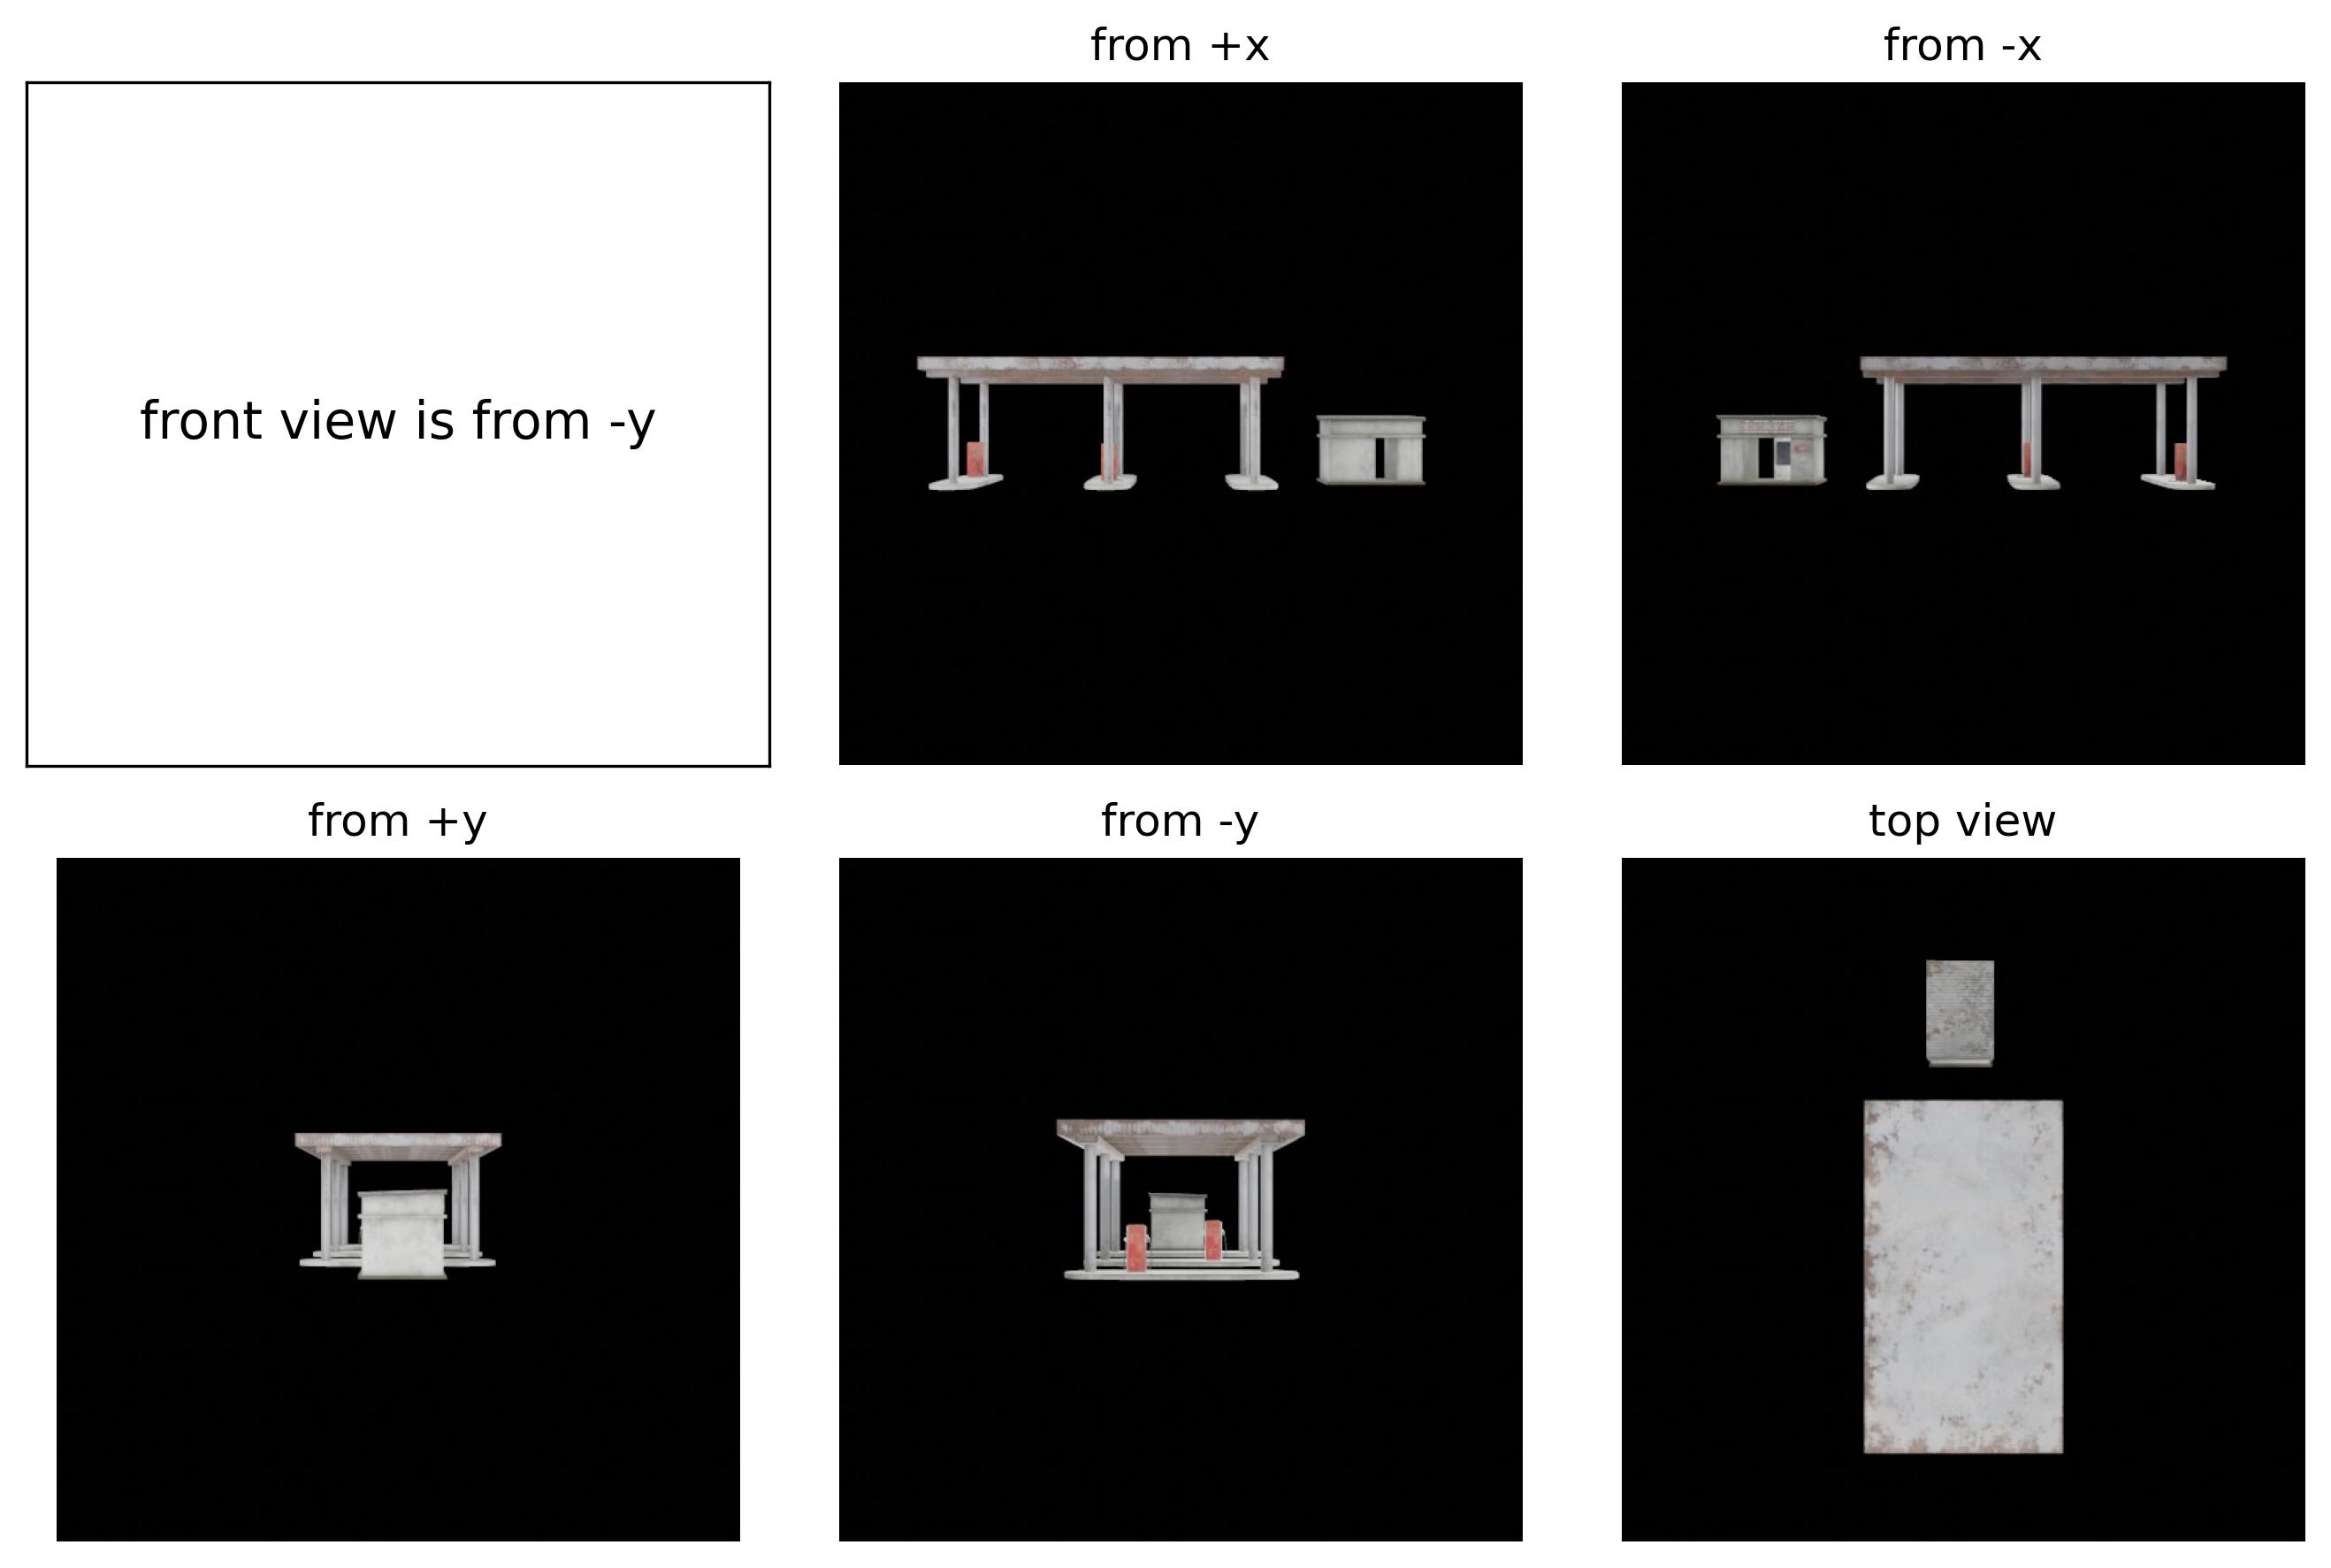 from +x
from -x
front view is from -y
from +y
from -y
top view